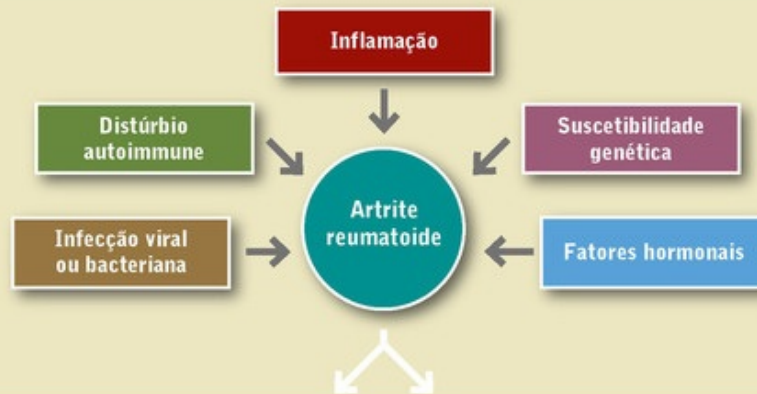 Inflamação
Distúrbio
autoimmune
Suscetibilidade
genética
Artrite
reumatoide
Infecção viral
ou bacteriana
Fatores hormonais